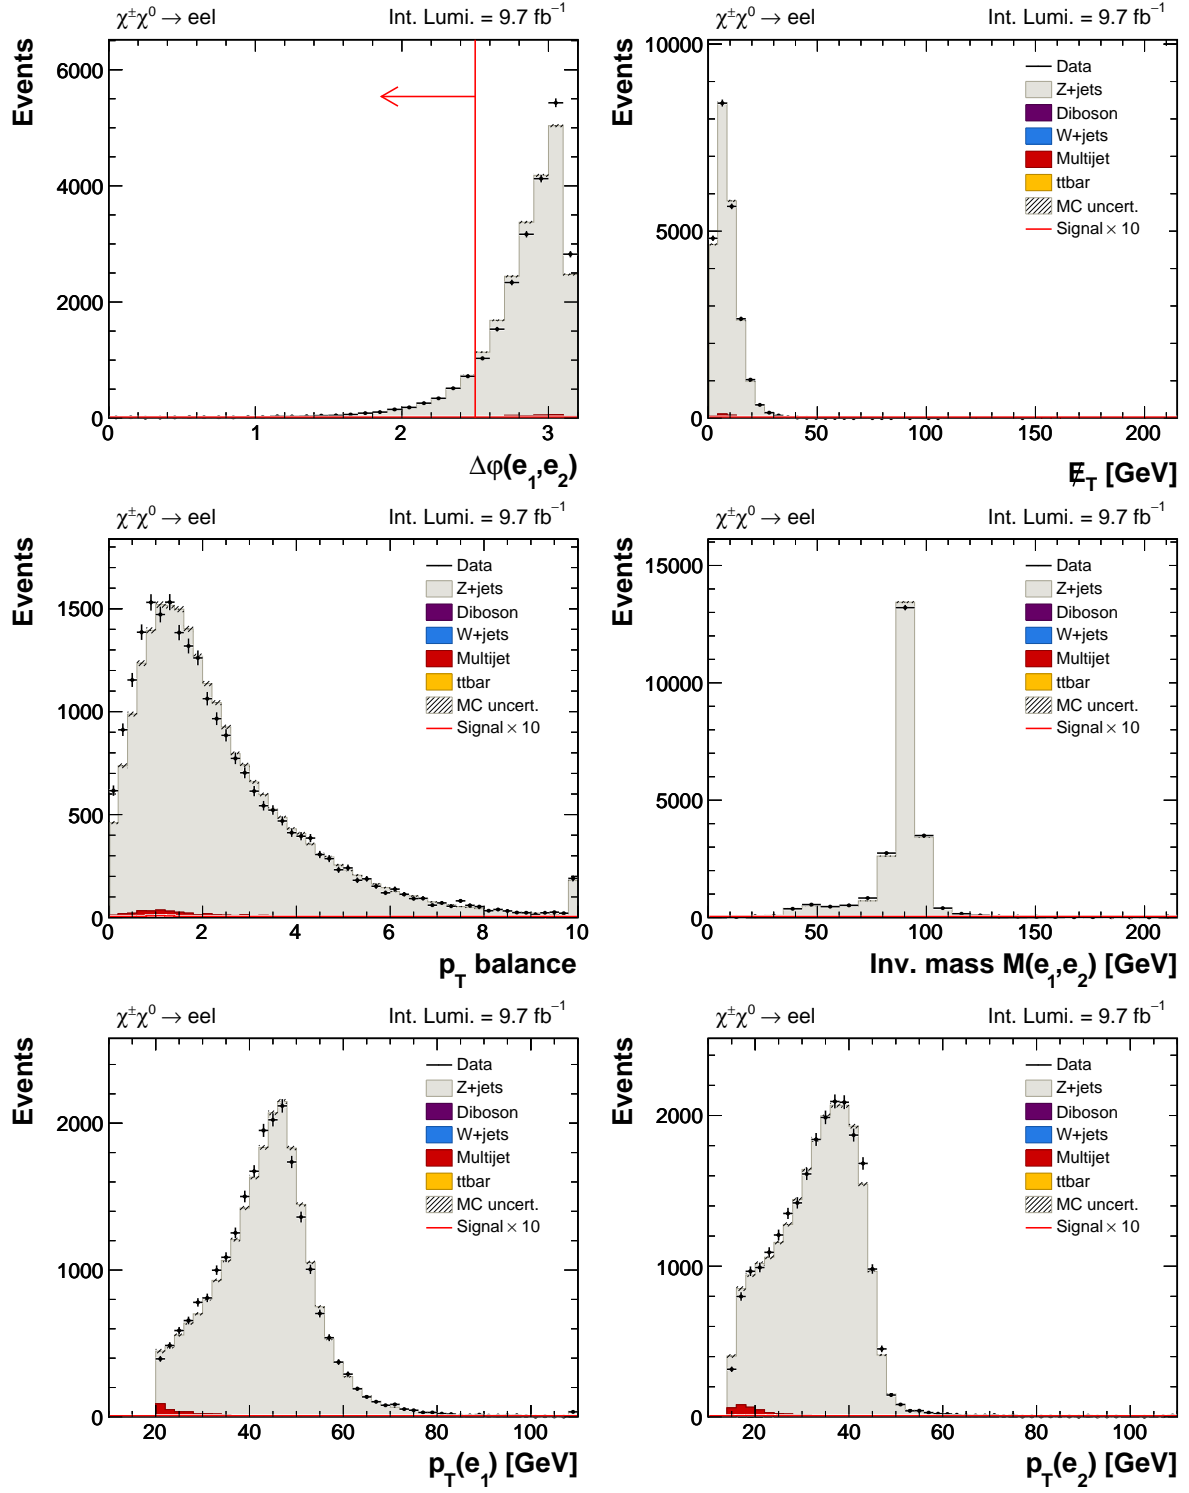 χ±χ0 → eel Int. Lumi. = 9.7 fb−1
Events
6000
4000
2000
0
0 1 2 3
Δφ(e1,e2)
χ±χ0 → eel Int. Lumi. = 9.7 fb−1
Events
10000
5000
0
0 50 100 150 200
E̸T [GeV]
Data
Z+jets
Diboson
W+jets
Multijet
ttbar
MC uncert.
Signal × 10
χ±χ0 → eel Int. Lumi. = 9.7 fb−1
Events
1500
1000
500
0
0 2 4 6 8 10
pT balance
Data
Z+jets
Diboson
W+jets
Multijet
ttbar
MC uncert.
Signal × 10
χ±χ0 → eel Int. Lumi. = 9.7 fb−1
Events
15000
10000
5000
0
0 50 100 150 200
Inv. mass M(e1,e2) [GeV]
Data
Z+jets
Diboson
W+jets
Multijet
ttbar
MC uncert.
Signal × 10
χ±χ0 → eel Int. Lumi. = 9.7 fb−1
Events
2000
1000
0
20 40 60 80 100
pT(e1) [GeV]
Data
Z+jets
Diboson
W+jets
Multijet
ttbar
MC uncert.
Signal × 10
χ±χ0 → eel Int. Lumi. = 9.7 fb−1
Events
2000
1000
0
20 40 60 80 100
pT(e2) [GeV]
Data
Z+jets
Diboson
W+jets
Multijet
ttbar
MC uncert.
Signal × 10